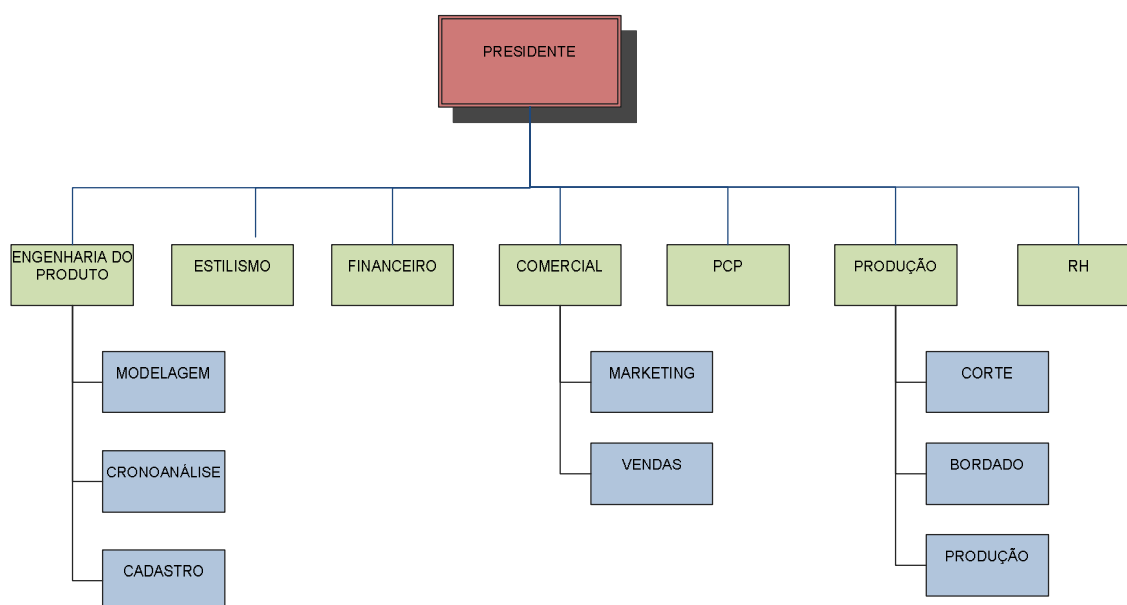 PRESIDENTE
ENGENHARIA DO
PRODUTO
ESTILISMO
FINANCEIRO
COMERCIAL
PCP
PRODUÇÃO
RH
MODELAGEM
CRONOANÁLISE
CADASTRO
MARKETING
VENDAS
CORTE
BORDADO
PRODUÇÃO